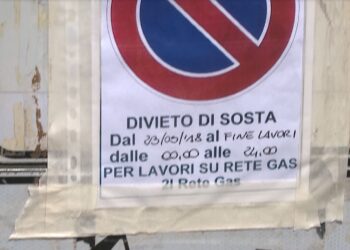 DIVIETO DI SOSTA
Dal 23/05/'18 al FINE LAVORI
dalle 00,00 alle 24,00
PER LAVORI SU RETE GAS
2I Rete Gas